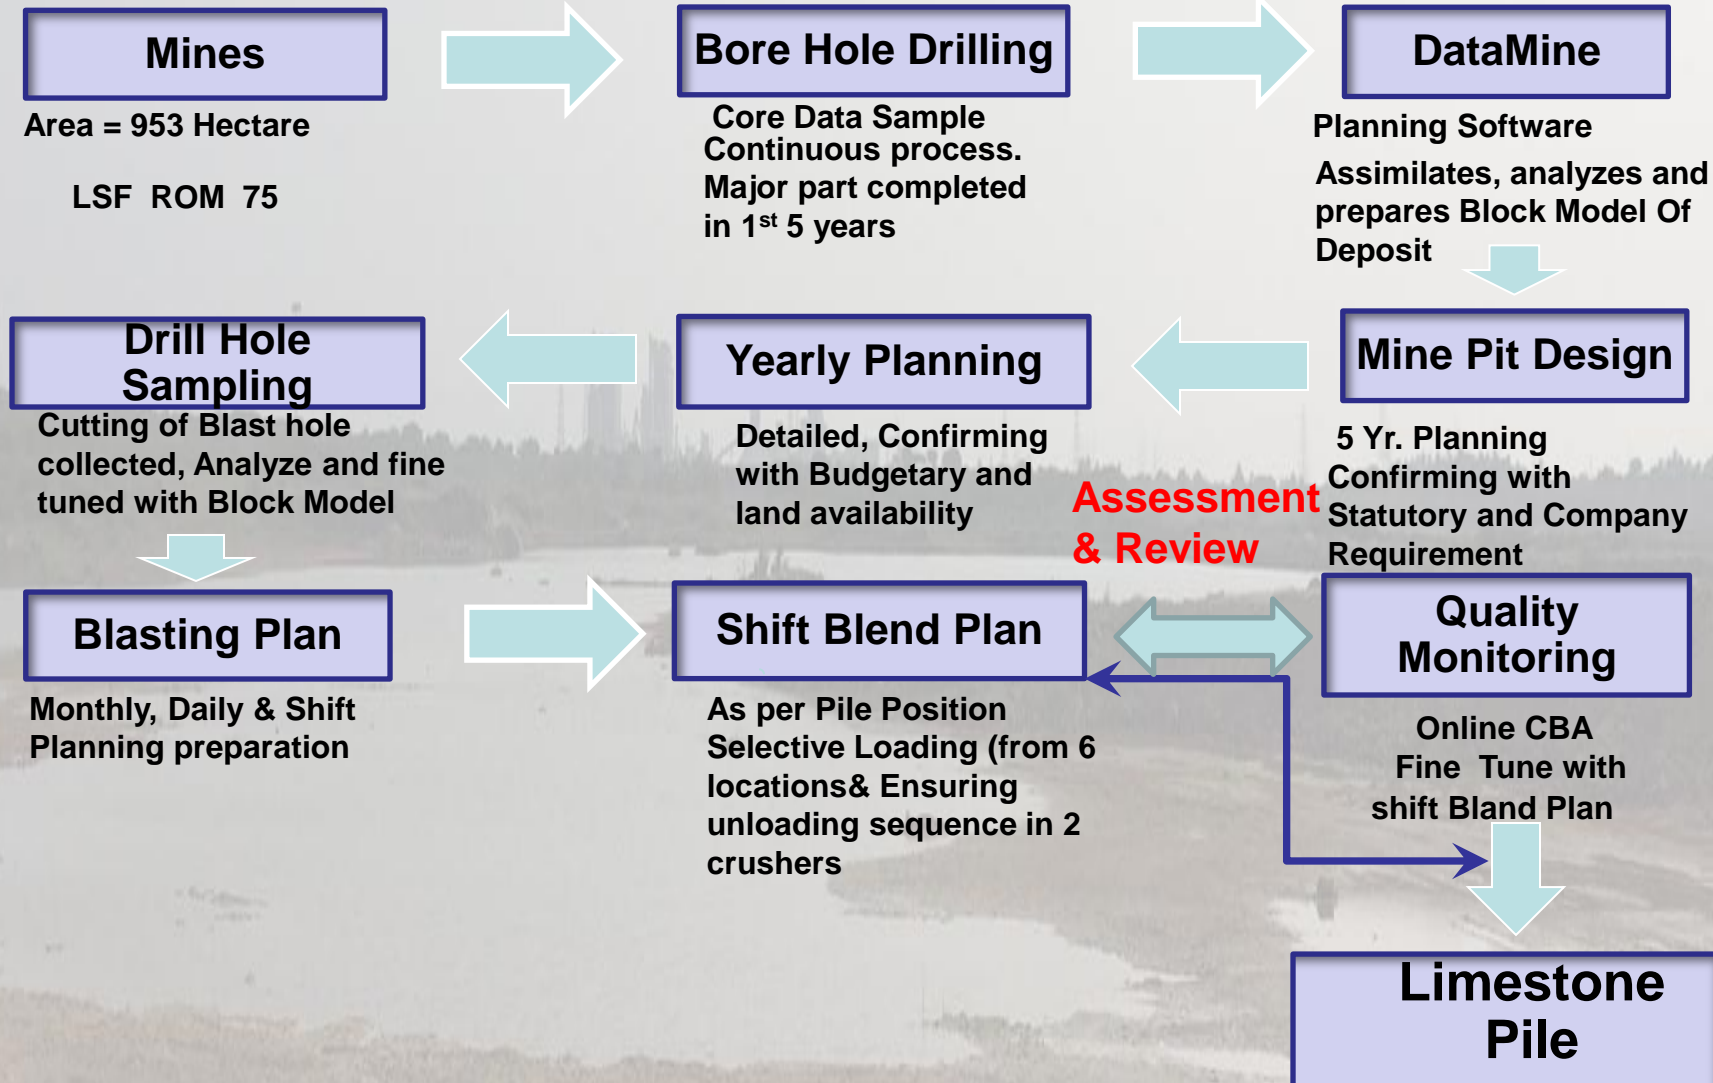 Mines
Area = 953 Hectare
LSF ROM 75
Bore Hole Drilling
Core Data Sample
Continuous process.
Major part completed
in 1st 5 years
DataMine
Planning Software
Assimilates, analyzes and
prepares Block Model Of
Deposit
Drill Hole
Sampling
Cutting of Blast hole
collected, Analyze and fine
tuned with Block Model
Yearly Planning
Detailed, Confirming
with Budgetary and
land availability
Mine Pit Design
5 Yr. Planning
Confirming with
Statutory and Company
Requirement
Assessment
& Review
Blasting Plan
Monthly, Daily & Shift
Planning preparation
Shift Blend Plan
As per Pile Position
Selective Loading (from 6
locations& Ensuring
unloading sequence in 2
crushers
Quality
Monitoring
Online CBA
Fine Tune with
shift Bland Plan
Limestone
Pile